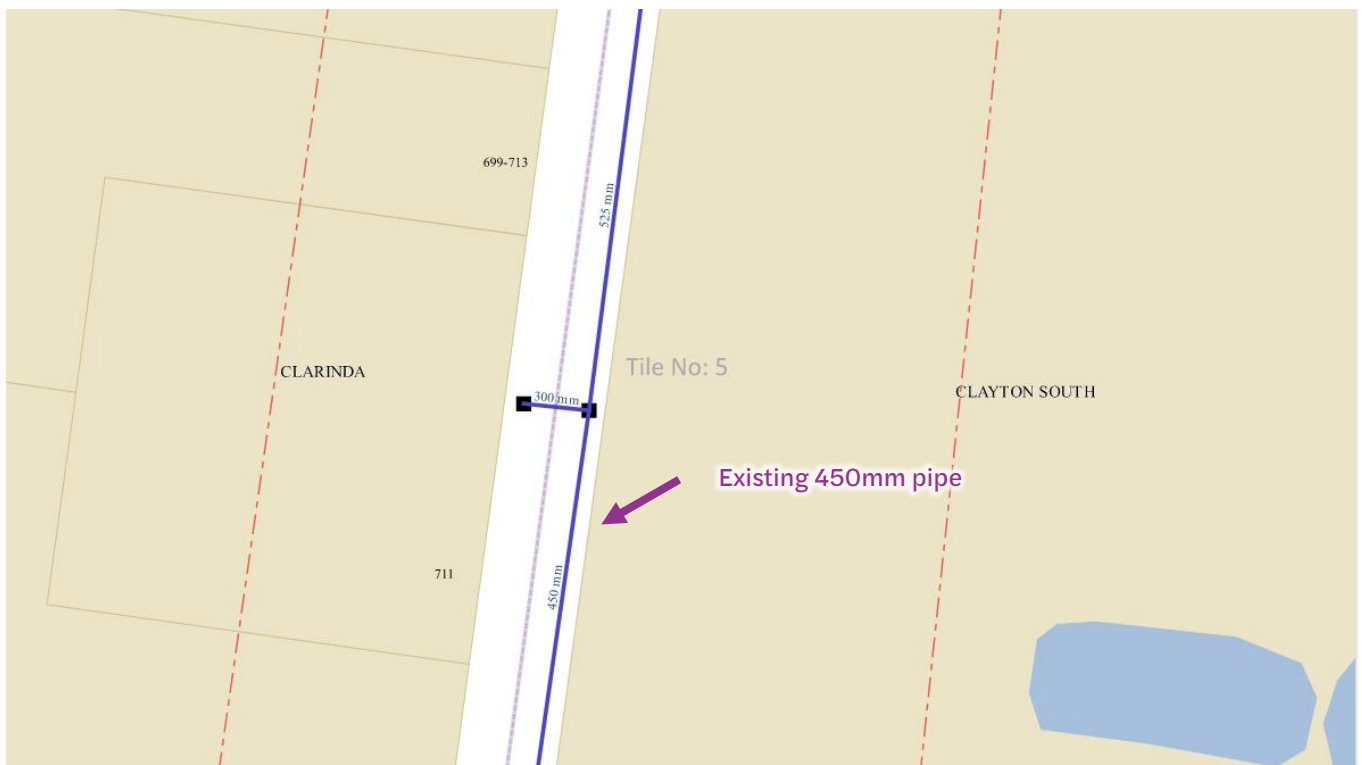 699-713
525 mm
Tile No: 5
CLARINDA
300 mm
CLAYTON SOUTH
Existing 450mm pipe
711
450 mm